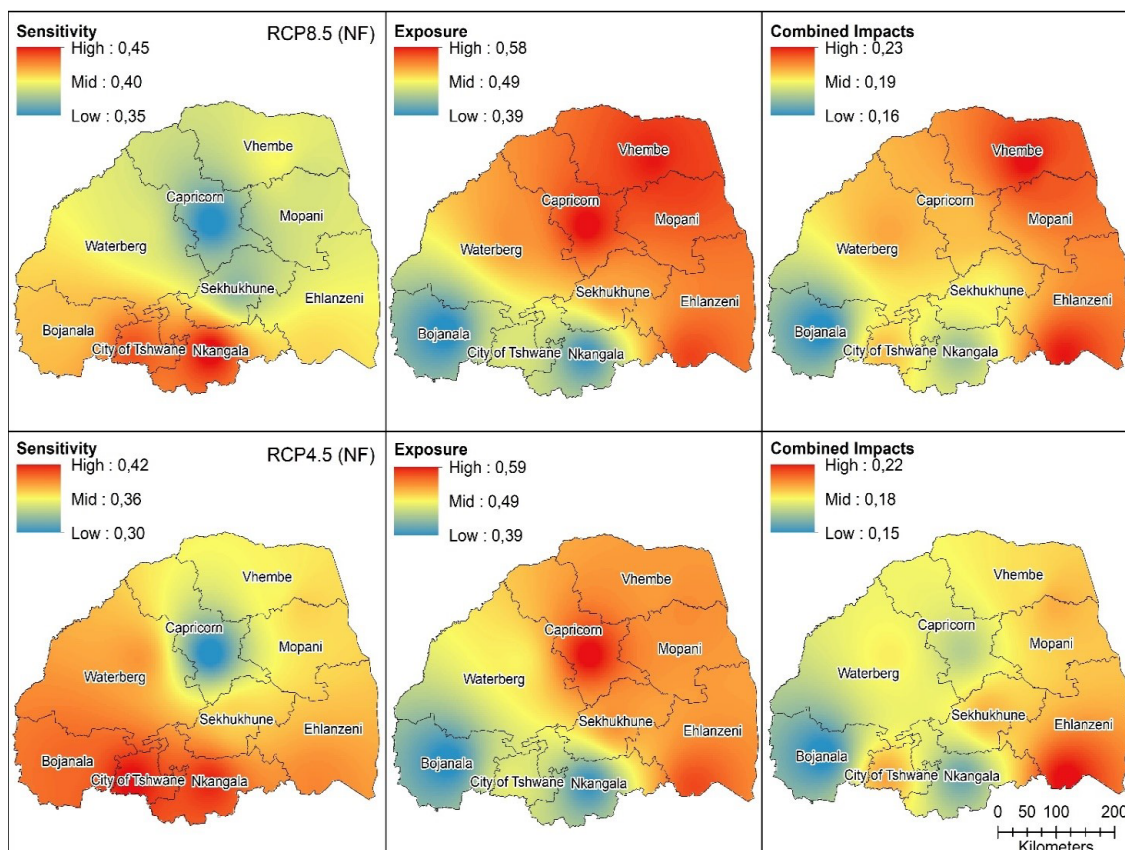 Sensitivity
RCP8.5 (NF)
High : 0,45
Mid : 0,40
Low : 0,35
Vhembe
Capricorn
Mopani
Waterberg
Sekhukhune
Ehlanzeni
Bojanala
City of Tshwane
Nkangala
Exposure
High : 0,58
Mid : 0,49
Low : 0,39
Vhembe
Capricorn
Mopani
Waterberg
Sekhukhune
Ehlanzeni
Bojanala
City of Tshwane
Nkangala
Combined Impacts
High : 0,23
Mid : 0,19
Low : 0,16
Vhembe
Capricorn
Mopani
Waterberg
Sekhukhune
Ehlanzeni
Bojanala
City of Tshwane
Nkangala
Sensitivity
RCP4.5 (NF)
High : 0,42
Mid : 0,36
Low : 0,30
Vhembe
Capricorn
Mopani
Waterberg
Sekhukhune
Ehlanzeni
Bojanala
City of Tshwane
Nkangala
Exposure
High : 0,59
Mid : 0,49
Low : 0,39
Vhembe
Capricorn
Mopani
Waterberg
Sekhukhune
Ehlanzeni
Bojanala
City of Tshwane
Nkangala
Combined Impacts
High : 0,22
Mid : 0,18
Low : 0,15
Vhembe
Capricorn
Mopani
Waterberg
Sekhukhune
Ehlanzeni
Bojanala
City of Tshwane
Nkangala
0 50 100 200
Kilometers